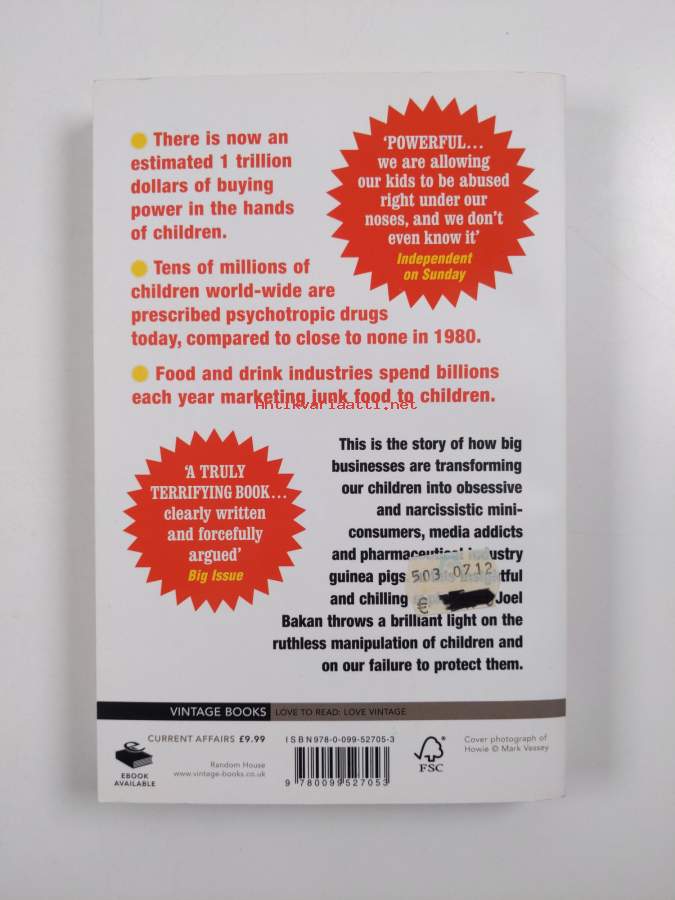 There is now an
estimated 1 trillion
dollars of buying
power in the hands
of children.
'POWERFUL...
we are allowing
our kids to be abused
right under our
noses, and we don't
even know it'
Independent
on Sunday
Tens of millions of
children world-wide are
prescribed psychotropic drugs
today, compared to close to none in 1980.
Food and drink industries spend billions
each year marketing junk food to children.
Antikvariaatti.net
'A TRULY
TERRIFYING BOOK...
clearly written
and forcefully
argued'
Big Issue
This is the story of how big
businesses are transforming
our children into obsessive
and narcissistic mini-
consumers, media addicts
and pharmaceutical industry
guinea pigs
and chilling Joel
Bakan throws a brilliant light on the
ruthless manipulation of children and
on our failure to protect them.
503 0712
VINTAGE BOOKS LOVE TO READ: LOVE VINTAGE
EBOOK
AVAILABLE
CURRENT AFFAIRS £9.99
Random House
www.vintage-books.co.uk
ISBN 978-0-099-52705-3
9 780099 527053
FSC
Cover photograph of
Howie © Mark Vessey